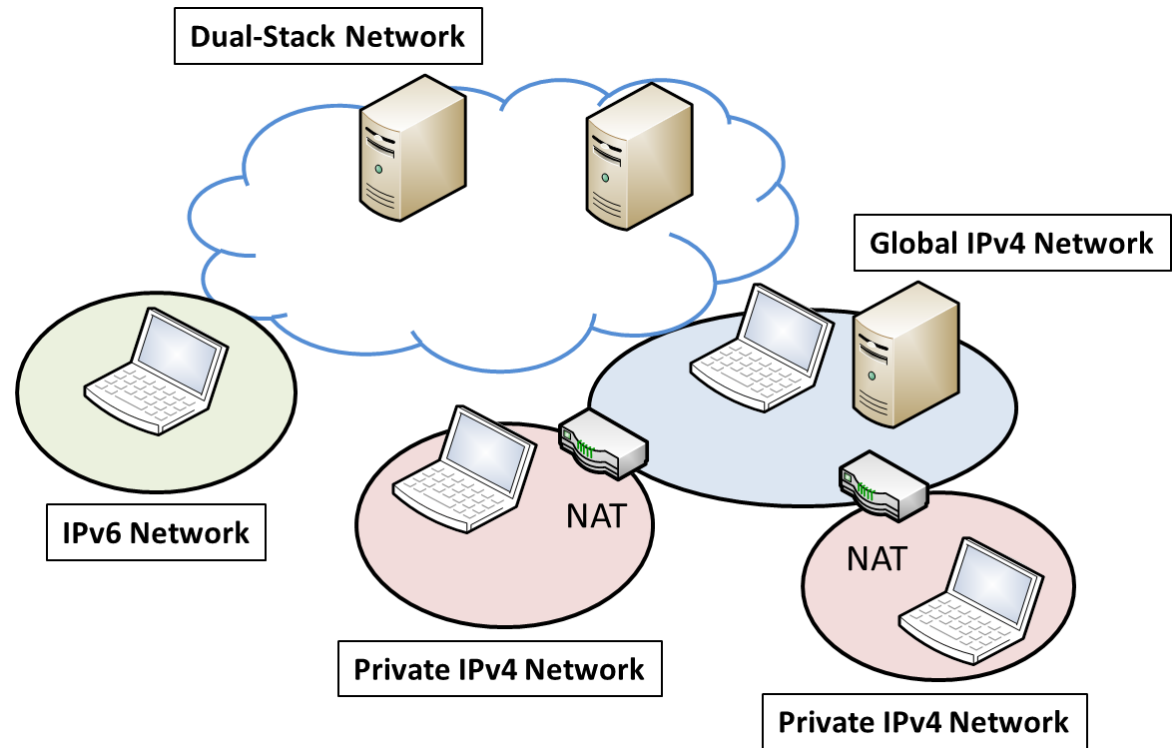 Dual-Stack Network
Global IPv4 Network
IPv6 Network
NAT
NAT
Private IPv4 Network
Private IPv4 Network